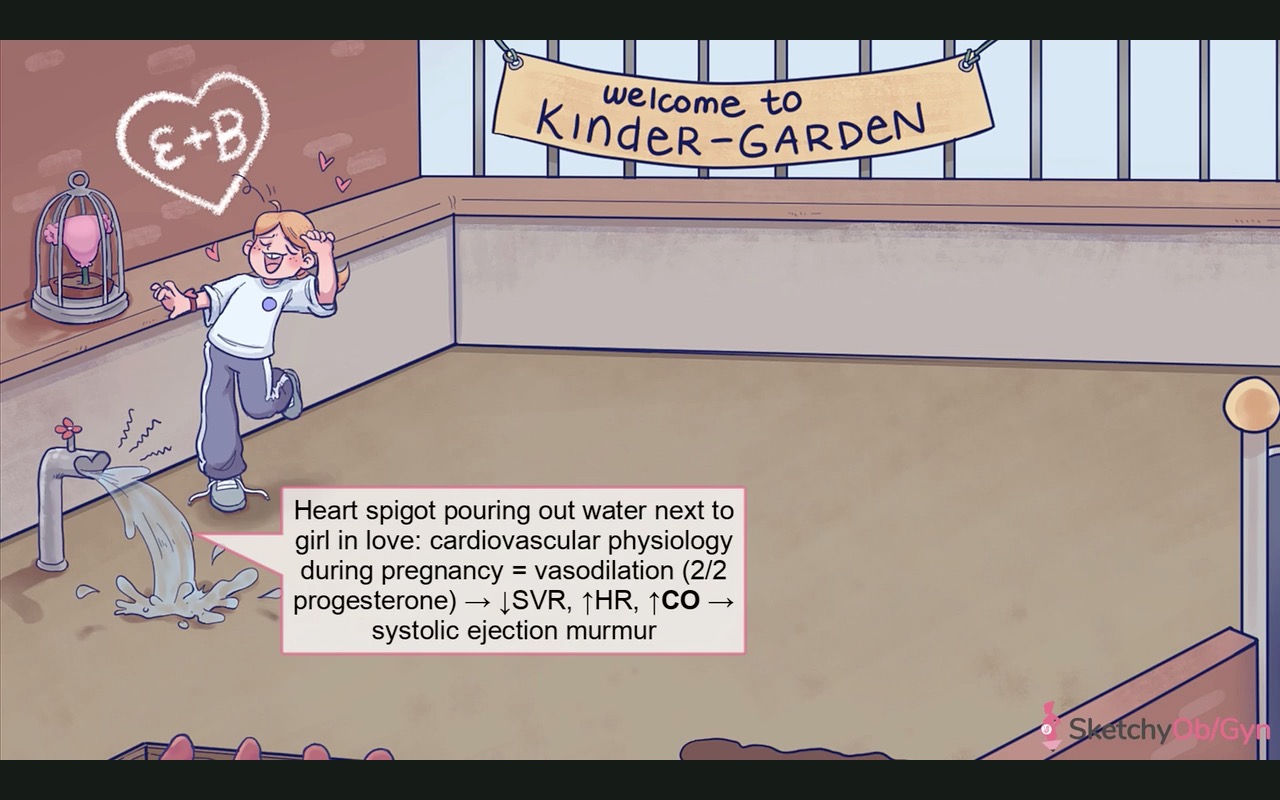 welcome to
KINDER-GARDEN
E+B
Heart spigot pouring out water next to
girl in love: cardiovascular physiology
during pregnancy = vasodilation (2/2
progesterone) → ↓SVR, ↑HR, ↑CO →
systolic ejection murmur
SketchyOb/Gyn